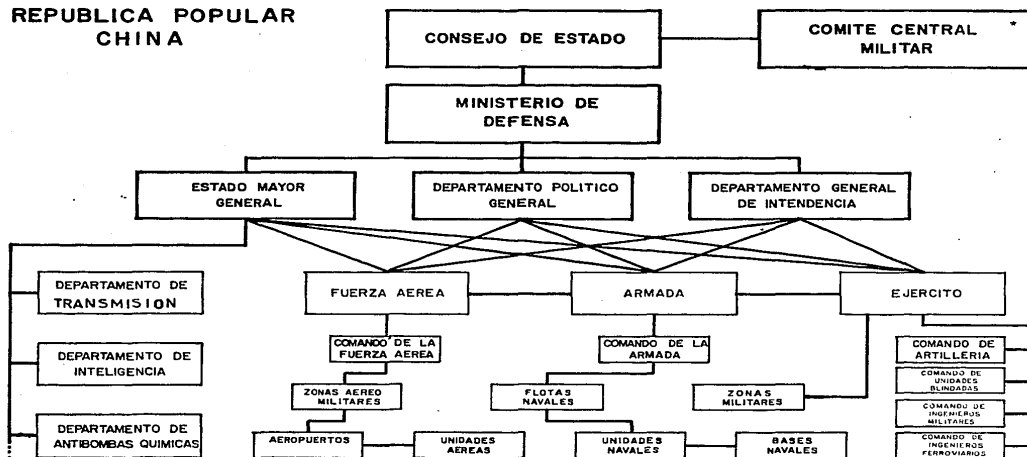 REPUBLICA POPULAR
CHINA
CONSEJO DE ESTADO
COMITE CENTRAL *
MILITAR
MINISTERIO DE
DEFENSA
ESTADO MAYOR
GENERAL
DEPARTAMENTO POLITICO
GENERAL
DEPARTAMENTO GENERAL
DE INTENDENCIA
DEPARTAMENTO DE
TRANSMISION
FUERZA AEREA
ARMADA
EJERCITO
COMANDO DE LA
FUERZA AEREA
COMANDO DE LA
ARMADA
COMANDO DE
ARTILLERIA
DEPARTAMENTO DE
INTELIGENCIA
COMANDO DE
UNIDADES
BLINDADAS
ZONAS AEREO
MILITARES
FLOTAS
NAVALES
ZONAS
MILITARES
COMANDO DE
INGENIEROS
MILITARES
DEPARTAMENTO DE
ANTIBOMBAS QUIMICAS
AEROPUERTOS
UNIDADES
AEREAS
UNIDADES
NAVALES
BASES
NAVALES
COMANDO DE
INGENIEROS
FERROVIARIOS